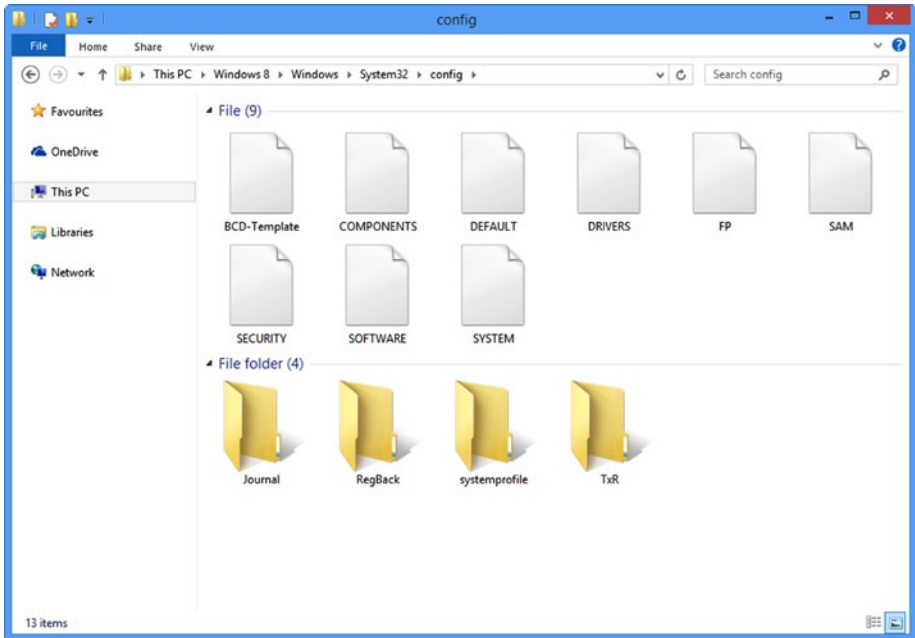 config
File Home Share View
This PC Windows 8 Windows System32 config Search config
Favourites
OneDrive
This PC
Libraries
Network
File (9)
BCD-Template COMPONENTS DEFAULT DRIVERS FP SAM
SECURITY SOFTWARE SYSTEM
File folder (4)
Journal RegBack systemprofile TxR
13 items